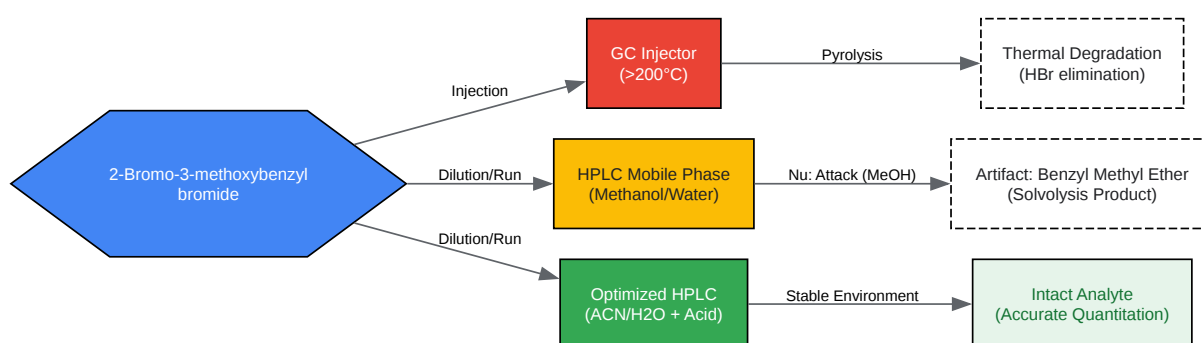 2-Bromo-3-methoxybenzyl
bromide
Injection
GC Injector
(>200°C)
Pyrolysis
Thermal Degradation
(HBr elimination)
Dilution/Run
HPLC Mobile Phase
(Methanol/Water)
Nu: Attack (MeOH)
Artifact: Benzyl Methyl Ether
(Solvolysis Product)
Dilution/Run
Optimized HPLC
(ACN/H2O + Acid)
Stable Environment
Intact Analyte
(Accurate Quantitation)